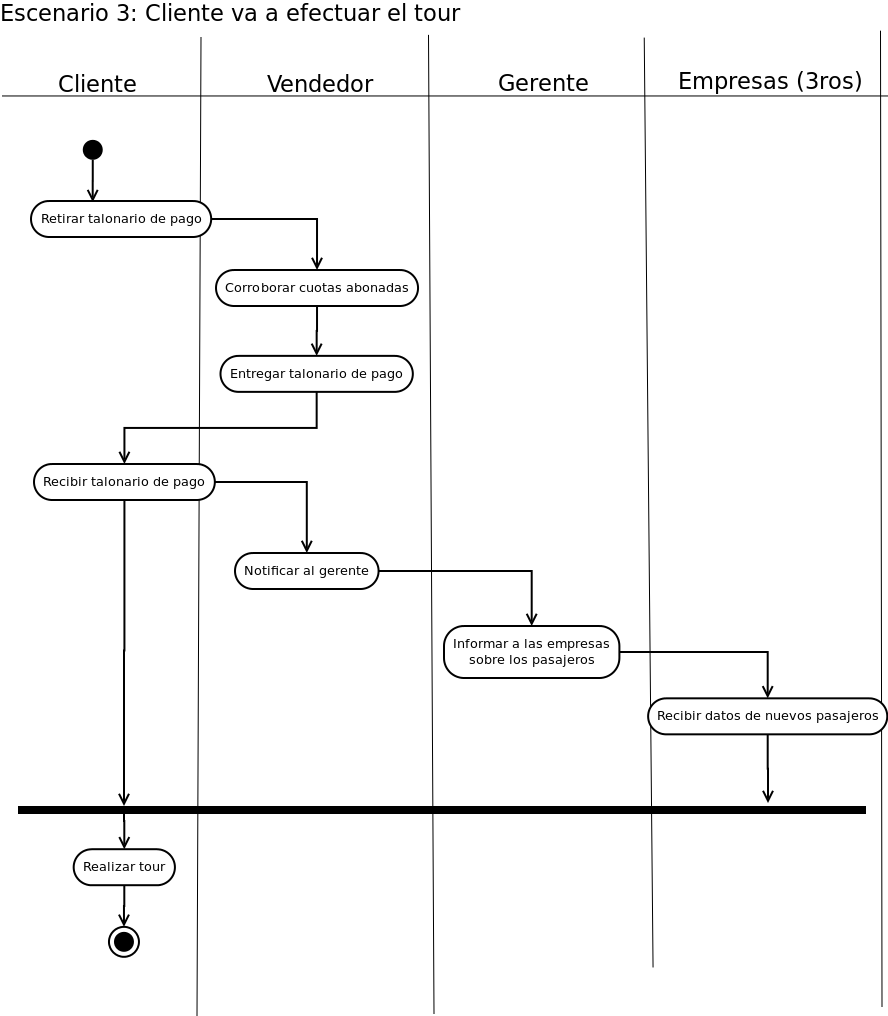 Escenario 3: Cliente va a efectuar el tour
Cliente
Vendedor
Gerente
Empresas (3ros)
Retirar talonario de pago
Corroborar cuotas abonadas
Entregar talonario de pago
Recibir talonario de pago
Notificar al gerente
Informar a las empresas
sobre los pasajeros
Recibir datos de nuevos pasajeros
Realizar tour